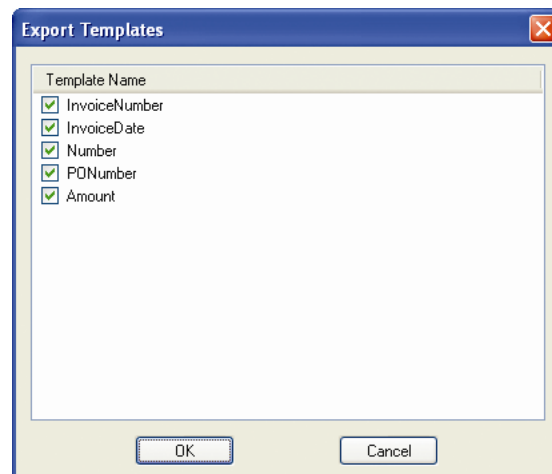 Export Templates
Template Name
InvoiceNumber
InvoiceDate
Number
PONumber
Amount
OK
Cancel